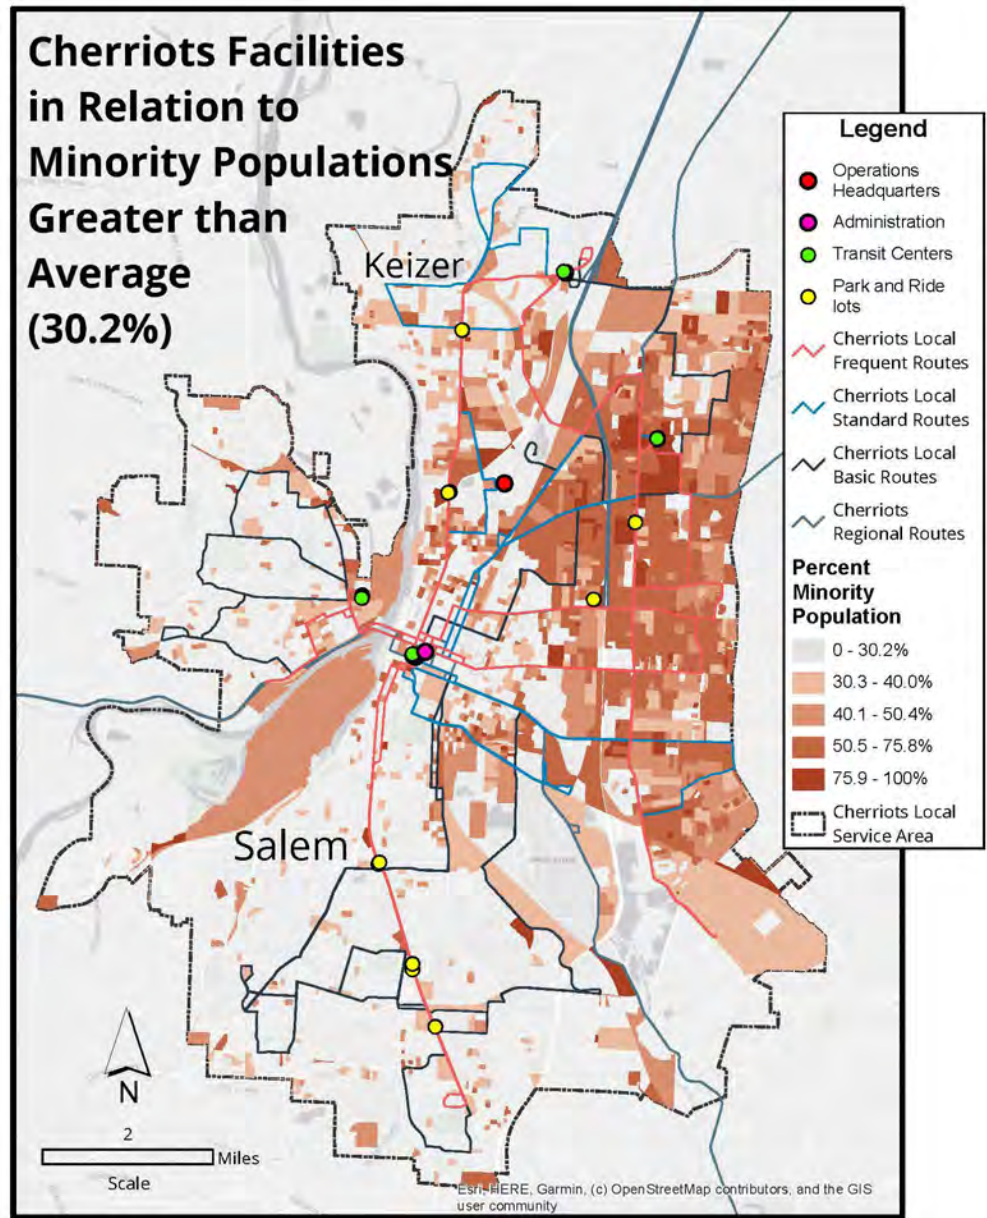 Cherriots Facilities
in Relation to
Minority Populations
Greater than
Average
(30.2%)
Keizer
Salem
N
2
Miles
Scale
Legend
Operations
Headquarters
Administration
Transit Centers
Park and Ride
lots
Cherriots Local
Frequent Routes
Cherriots Local
Standard Routes
Cherriots Local
Basic Routes
Cherriots
Regional Routes
Percent
Minority
Population
0 - 30.2%
30.3 - 40.0%
40.1 - 50.4%
50.5 - 75.8%
75.9 - 100%
Cherriots Local
Service Area
Esri, HERE, Garmin, (c) OpenStreetMap contributors, and the GIS
user community